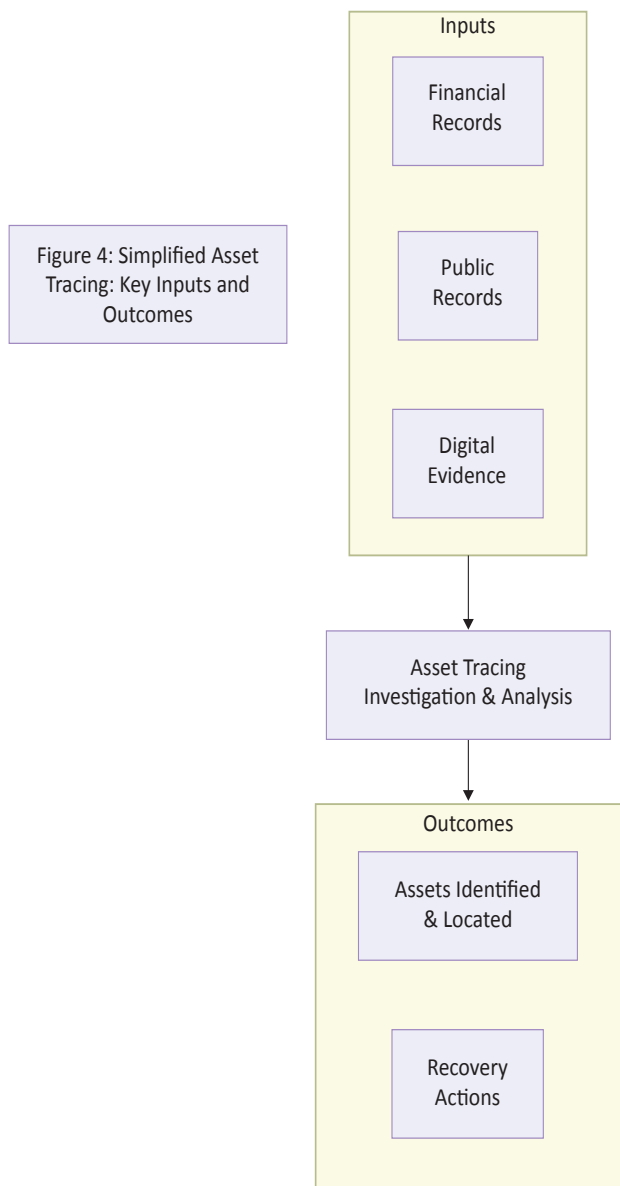 Inputs
Financial
Records
Figure 4: Simplified Asset
Tracing: Key Inputs and
Outcomes
Public
Records
Digital
Evidence
Asset Tracing
Investigation & Analysis
Outcomes
Assets Identified
& Located
Recovery
Actions